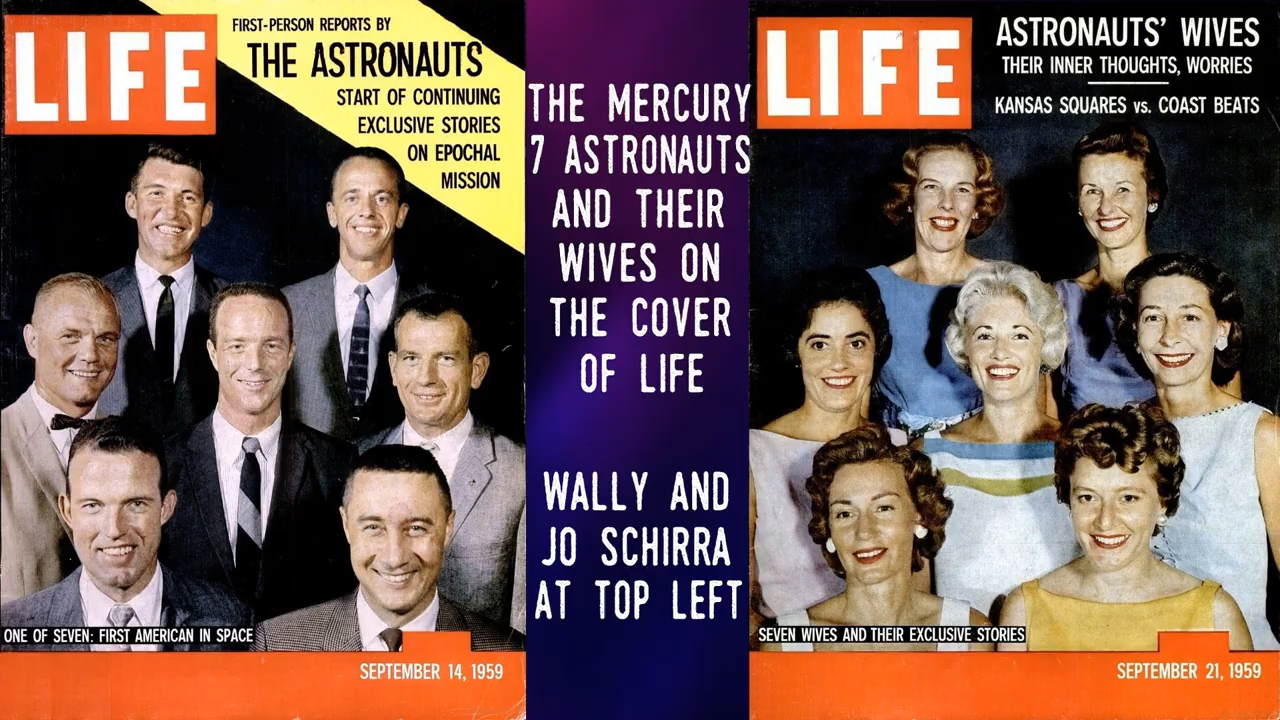 LIFE
FIRST-PERSON REPORTS BY
THE ASTRONAUTS
START OF CONTINUING
EXCLUSIVE STORIES
ON EPOCHAL
MISSION
ONE OF SEVEN: FIRST AMERICAN IN SPACE
SEPTEMBER 14, 1959
THE MERCURY
7 ASTRONAUTS
AND THEIR
WIVES ON
THE COVER
OF LIFE
WALLY AND
JO SCHIRRA
AT TOP LEFT
LIFE
ASTRONAUTS' WIVES
THEIR INNER THOUGHTS, WORRIES
KANSAS SQUARES vs. COAST BEATS
SEVEN WIVES AND THEIR EXCLUSIVE STORIES
SEPTEMBER 21, 1959